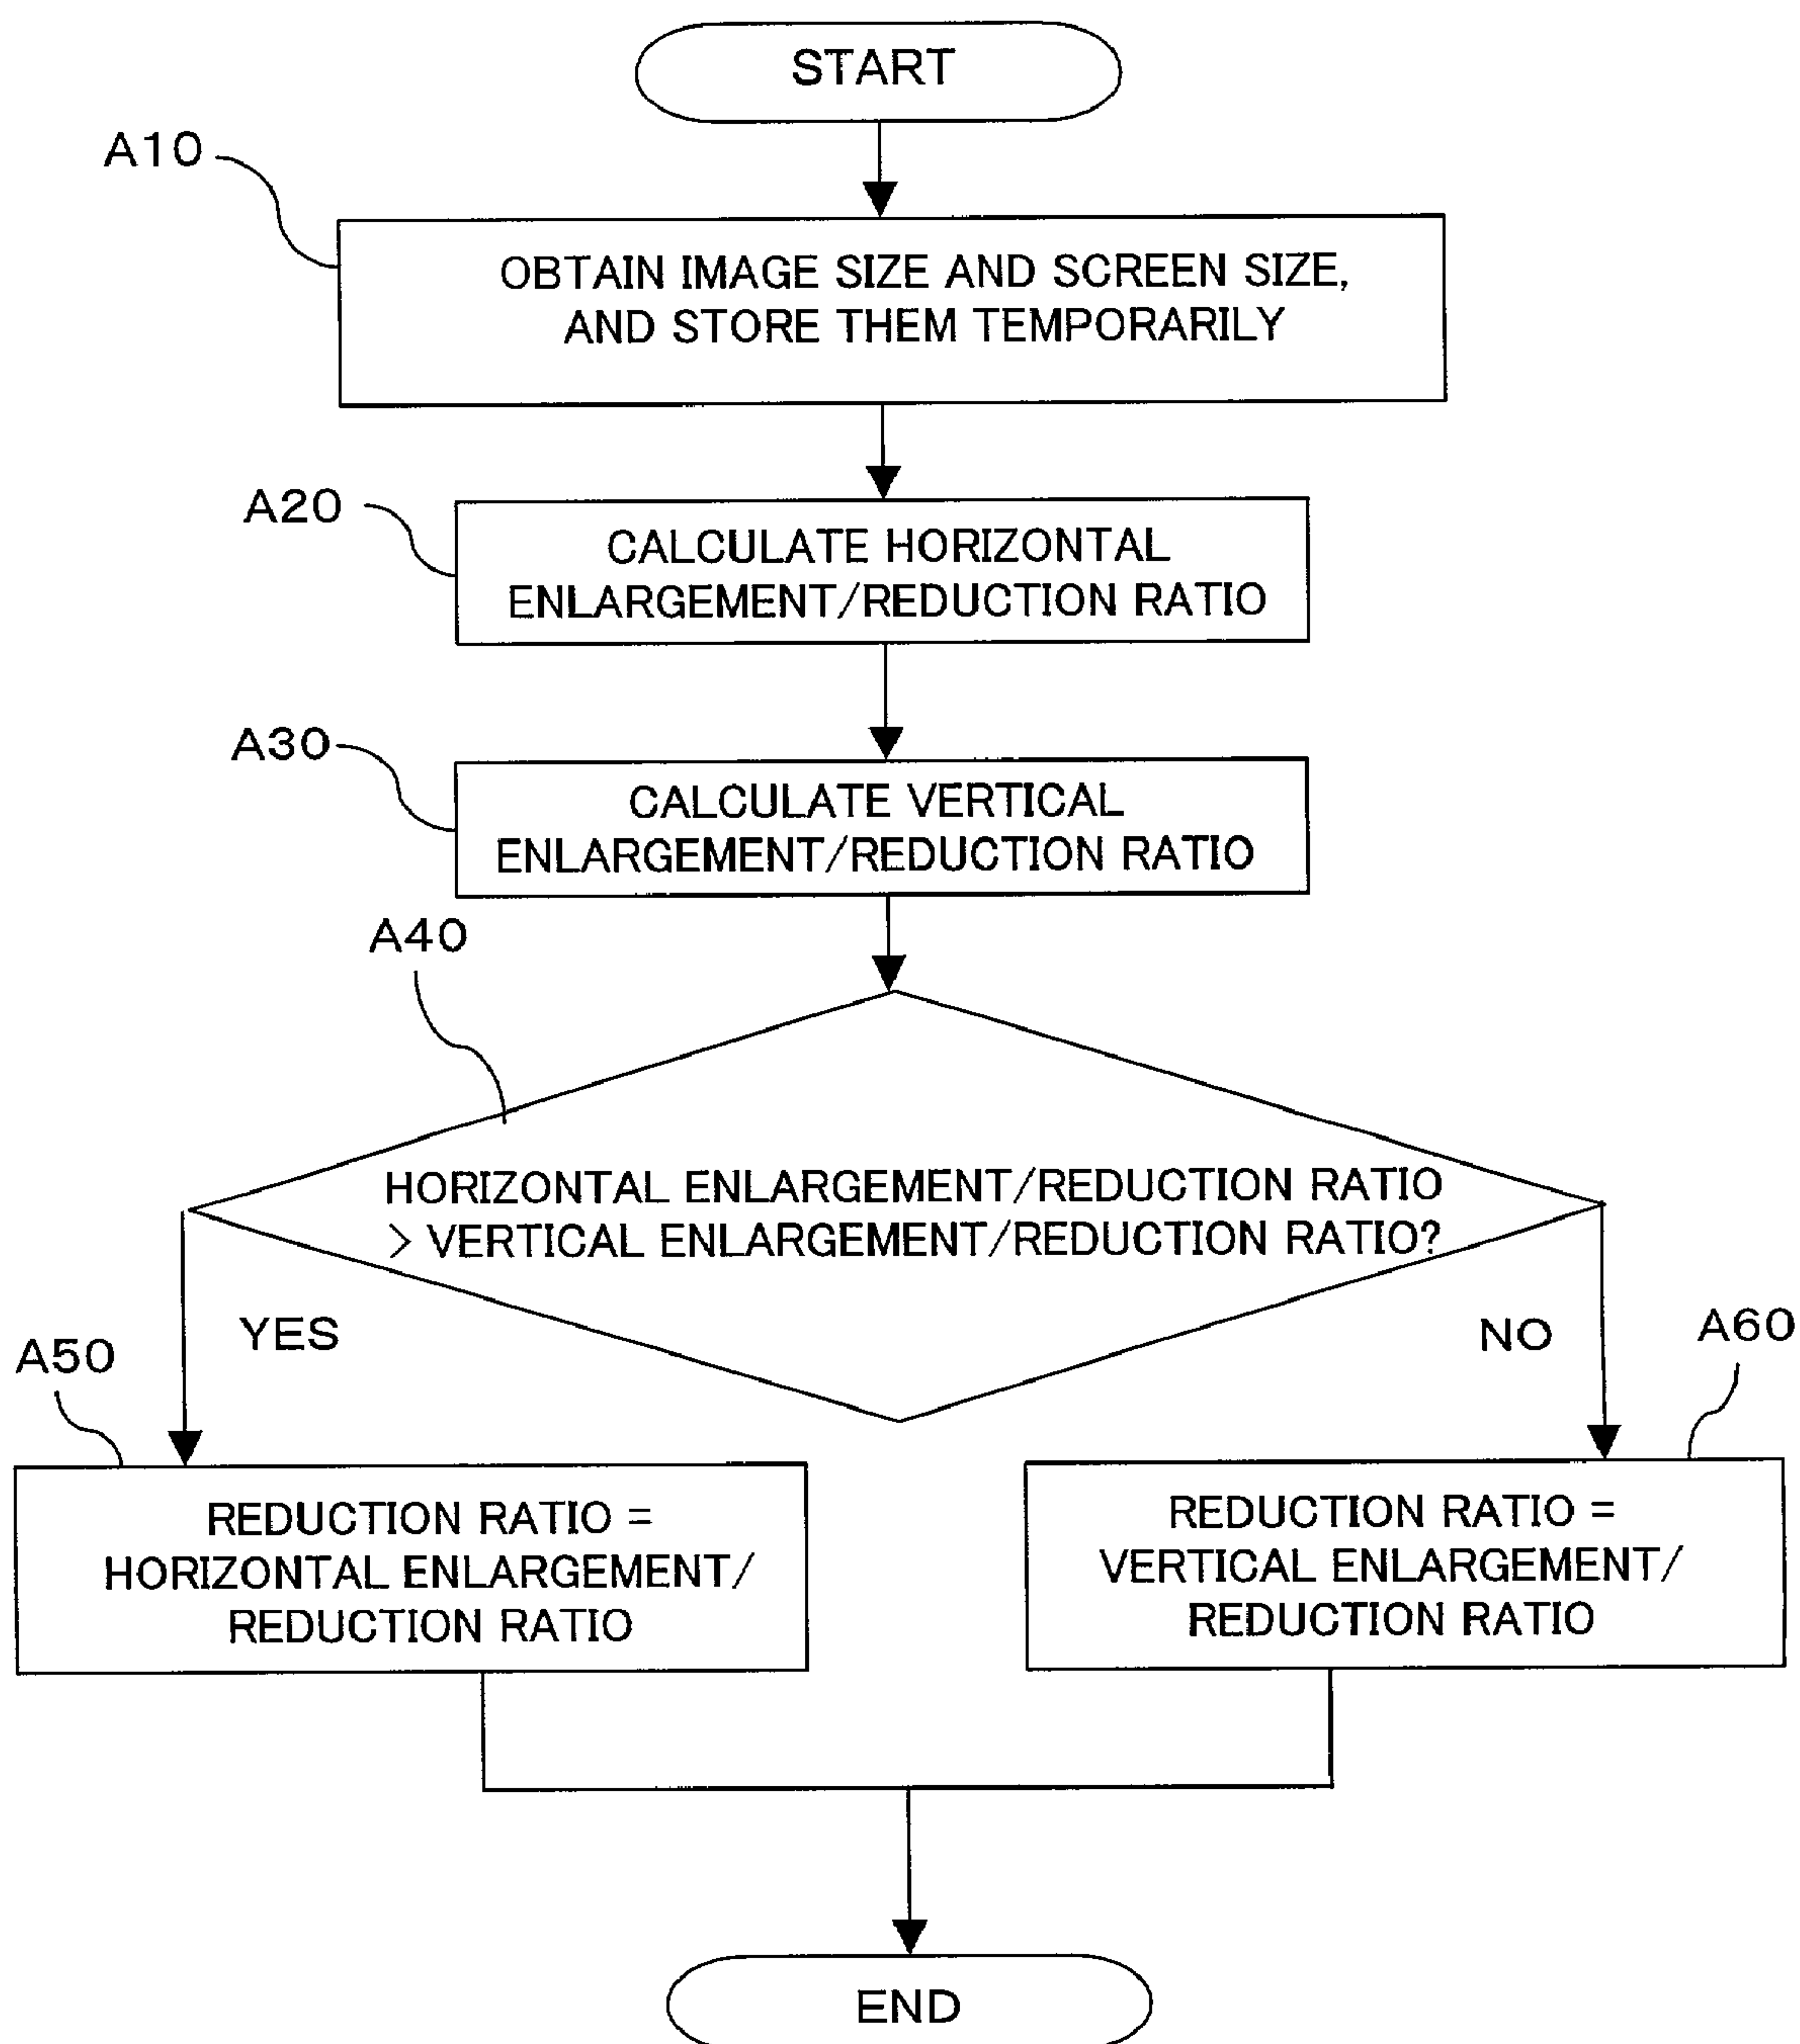 START
A10
OBTAIN IMAGE SIZE AND SCREEN SIZE,
AND STORE THEM TEMPORARILY
A20
CALCULATE HORIZONTAL
ENLARGEMENT/REDUCTION RATIO
A30
CALCULATE VERTICAL
ENLARGEMENT/REDUCTION RATIO
A40
HORIZONTAL ENLARGEMENT/REDUCTION RATIO
> VERTICAL ENLARGEMENT/REDUCTION RATIO?
YES
NO
A50
REDUCTION RATIO =
HORIZONTAL ENLARGEMENT/
REDUCTION RATIO
A60
REDUCTION RATIO =
VERTICAL ENLARGEMENT/
REDUCTION RATIO
END